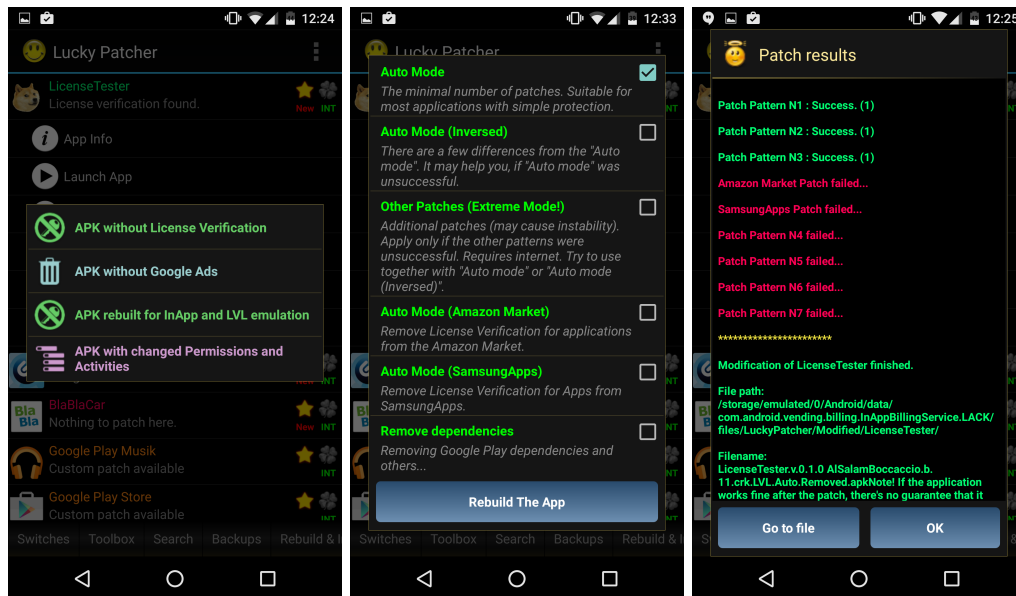 12:24
Lucky Patcher
LicenseTester
License verification found.
New INT
App Info
Launch App
APK without License Verification
APK without Google Ads
APK rebuilt for InApp and LVL emulation
APK with changed Permissions and
Activities
New INT
Bla
Bla
BlaBlaCar
Nothing to patch here.
New INT
Google Play Musik
Custom patch available
INT
Google Play Store
Custom patch available
INT
Switches Toolbox Search Backups Rebuild & I
12:33
Lucky Patcher
Auto Mode
The minimal number of patches. Suitable for
most applications with simple protection.
Auto Mode (Inversed)
There are a few differences from the "Auto
mode". It may help you, if "Auto mode" was
unsuccessful.
Other Patches (Extreme Mode!)
Additional patches (may cause instability).
Apply only if the other patterns were
unsuccessful. Requires internet. Try to use
together with "Auto mode" or "Auto mode
(Inversed)".
Auto Mode (Amazon Market)
Remove License Verification for applications
from the Amazon Market.
Auto Mode (SamsungApps)
Remove License Verification for Apps from
SamsungApps.
Remove dependencies
Removing Google Play dependencies and
others...
Rebuild The App
Switches Toolbox Search Backups Rebuild & I
12:25
Patch results
Patch Pattern N1 : Success. (1)
Patch Pattern N2 : Success. (1)
Patch Pattern N3 : Success. (1)
Amazon Market Patch failed...
SamsungApps Patch failed...
Patch Pattern N4 failed...
Patch Pattern N5 failed...
Patch Pattern N6 failed...
Patch Pattern N7 failed...
***********************
Modification of LicenseTester finished.
File path:
/storage/emulated/0/Android/data/
com.android.vending.billing.InAppBillingService.LACK/
files/LuckyPatcher/Modified/LicenseTester/
Filename:
LicenseTester.v.0.1.0 AlSalamBoccaccio.b.
11.crk.LVL.Auto.Removed.apkNote! If the application
works fine after the patch, there's no guarantee that it
Go to file OK